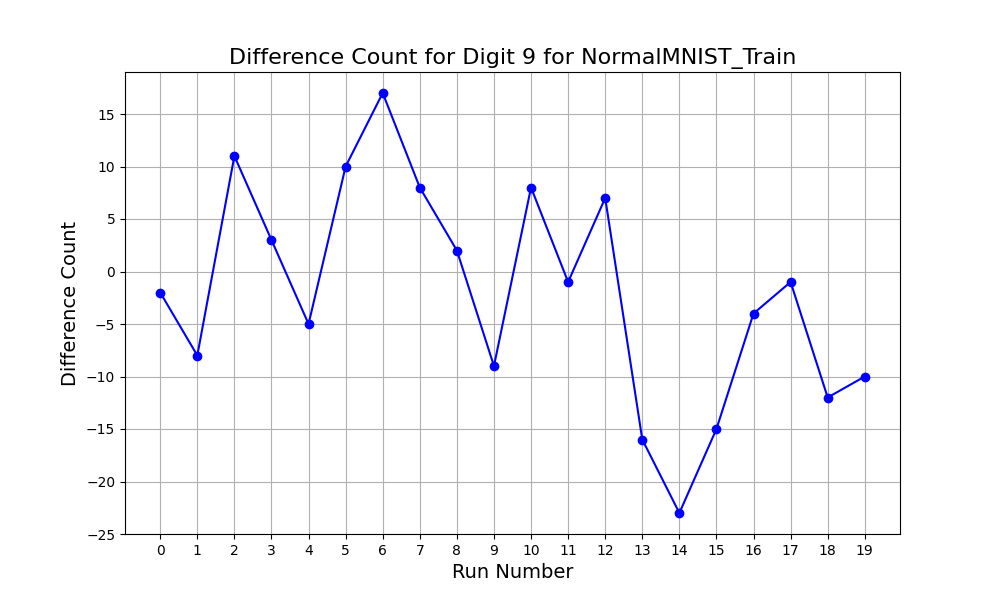 Difference Count for Digit 9 for NormalMNIST_Train
Difference Count
15
10
5
0
−5
−10
−15
−20
−25
0 1 2 3 4 5 6 7 8 9 10 11 12 13 14 15 16 17 18 19
Run Number